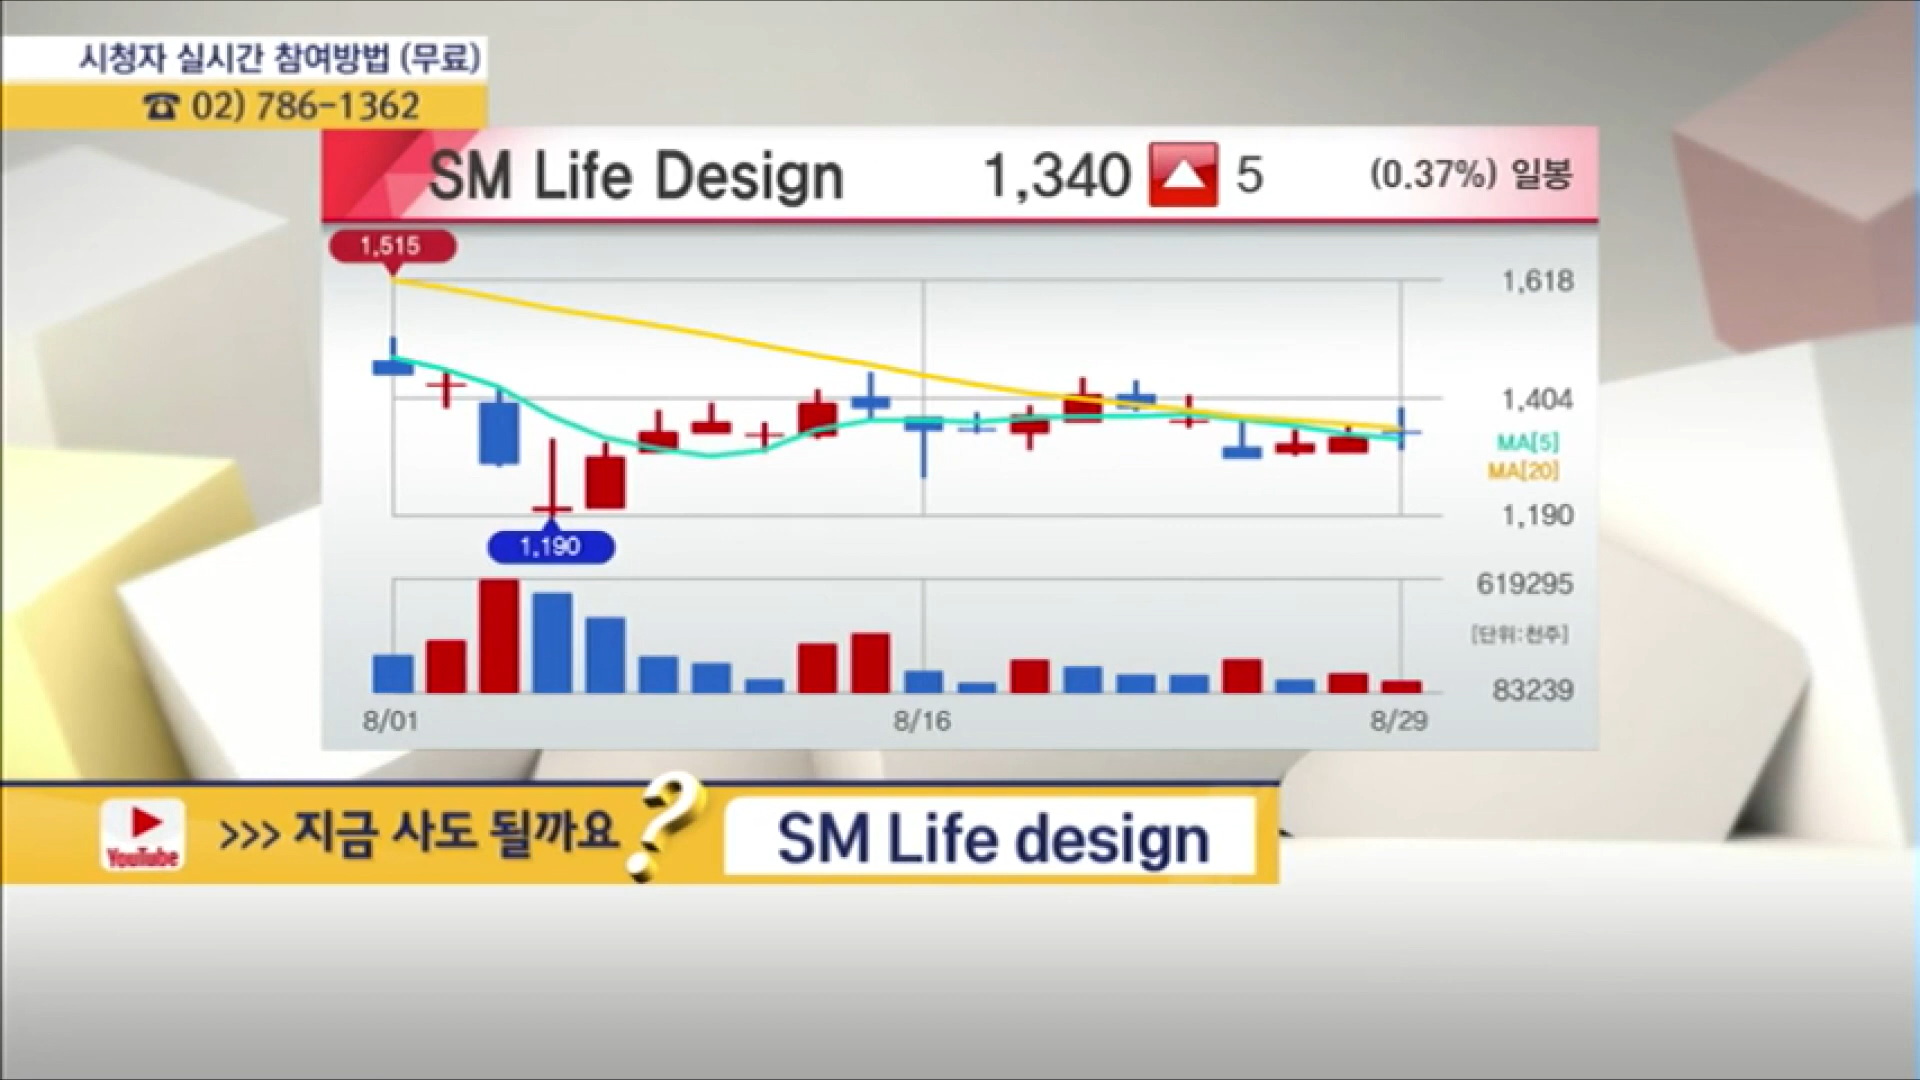 시청자 실시간 참여방법 (무료)
☎ 02) 786-1362
SM Life Design 1,340 ▲ 5 (0.37%) 일봉
1,515
1,618
1,404
MA[5]
MA[20]
1,190
1,190
619295
[단위:천주]
83239
8/01 8/16 8/29
YouTube >>> 지금 사도 될까요? SM Life design